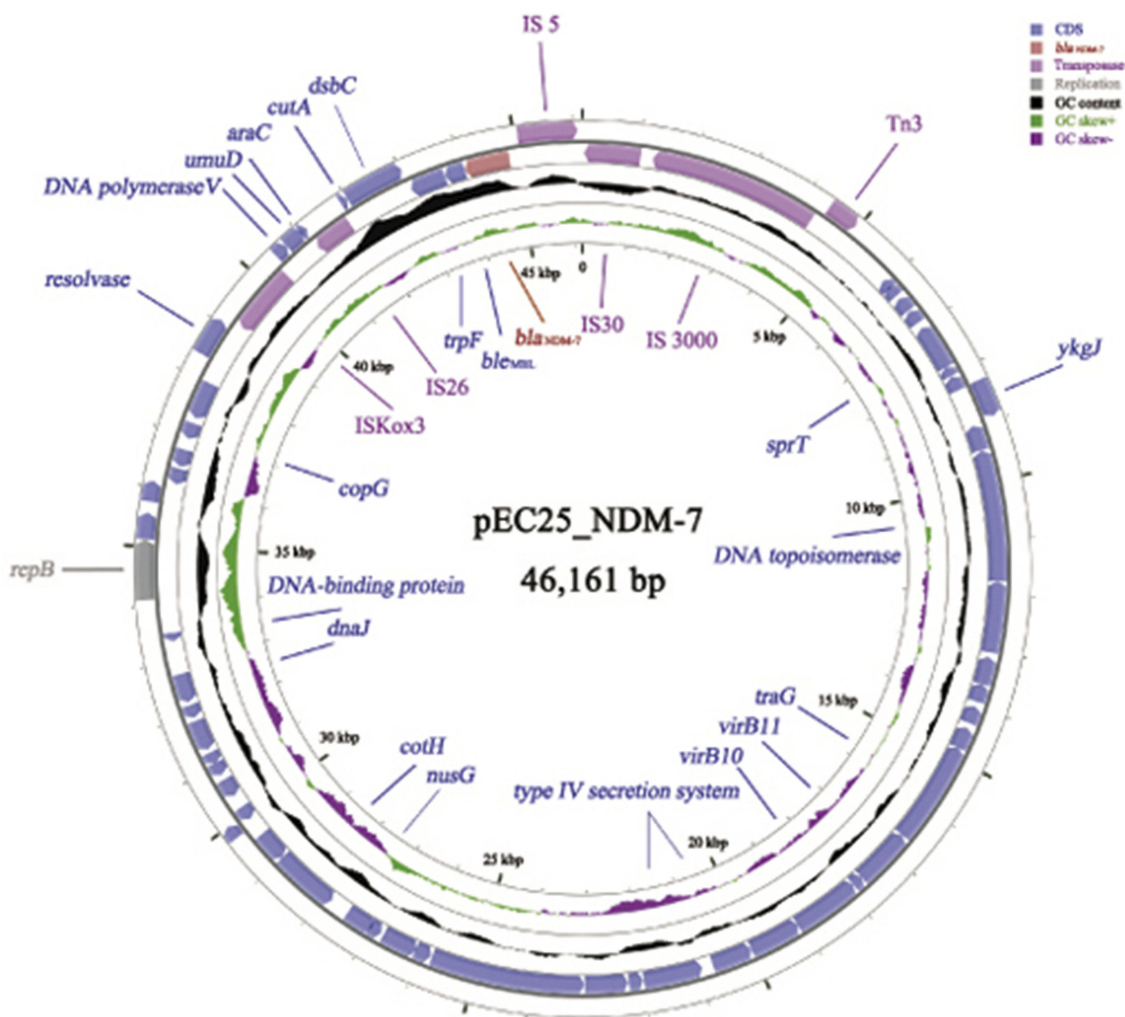 IS 5
CDS
bla NDM-7
Transposase
Replication
GC content
GC skew+
GC skew-
dsbC
cutA
araC
umuD
DNA polymeraseV
Tn3
resolvase
45 kbp
0
5 kbp
trpF
bleMBL
blaNDM-7
IS30
IS 3000
40 kbp
IS26
ISKox3
ykgJ
sprT
copG
pEC25_NDM-7
46,161 bp
10 kbp
DNA topoisomerase
35 kbp
repB
DNA-binding protein
dnaJ
traG
15 kbp
virB11
virB10
30 kbp
cotH
nusG
type IV secretion system
20 kbp
25 kbp